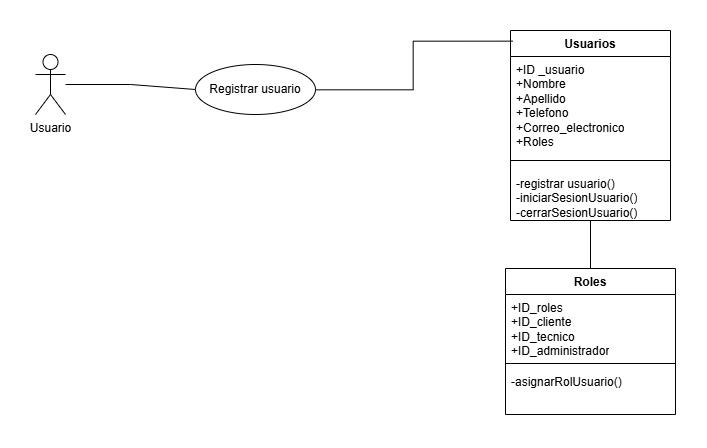 Usuario
Registrar usuario
Usuarios
+ID _usuario
+Nombre
+Apellido
+Telefono
+Correo_electronico
+Roles
-registrar usuario()
-iniciarSesionUsuario()
-cerrarSesionUsuario()
Roles
+ID_roles
+ID_cliente
+ID_tecnico
+ID_administrador
-asignarRolUsuario()